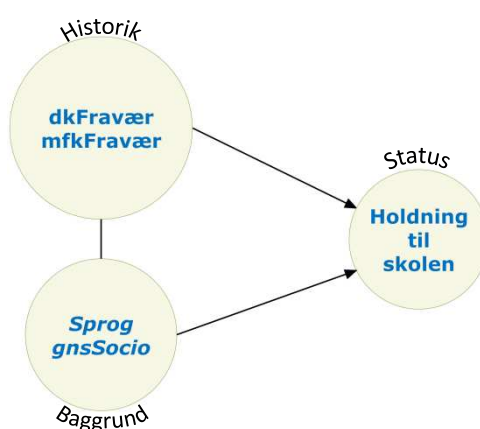 Historik
dkFravær
mfkFravær
Status
Holdning
til
skolen
Sprog
gnsSocio
Baggrund